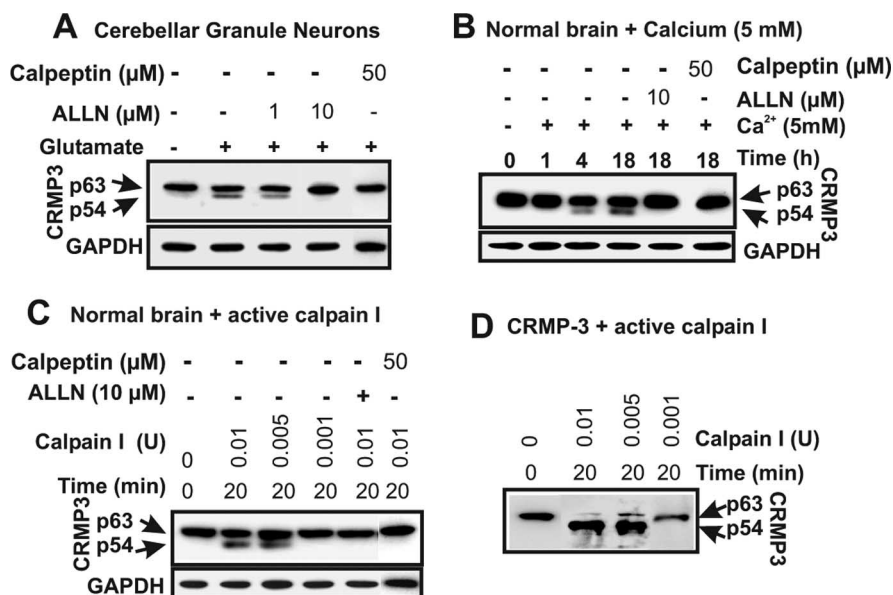 A Cerebellar Granule Neurons
Calpeptin (µM) - - - - 50
ALLN (µM) - - 1 10 -
Glutamate - + + + +
CRMP3
p63
p54
GAPDH
B Normal brain + Calcium (5 mM)
- - - - - 50 Calpeptin (µM)
- - - - 10 - ALLN (µM)
- + + + + + Ca²⁺ (5mM)
0 1 4 18 18 18 Time (h)
p63
p54
CRMP3
GAPDH
C Normal brain + active calpain I
Calpeptin (µM) - - - - - 50
ALLN (10 µM) - - - - + -
Calpain I (U) 0 0.01 0.005 0.001 0.01 0.01
Time (min) 0 20 20 20 20 20
CRMP3
p63
p54
GAPDH
D CRMP-3 + active calpain I
0 0.01 0.005 0.001 Calpain I (U)
0 20 20 20 Time (min)
p63
p54
CRMP3